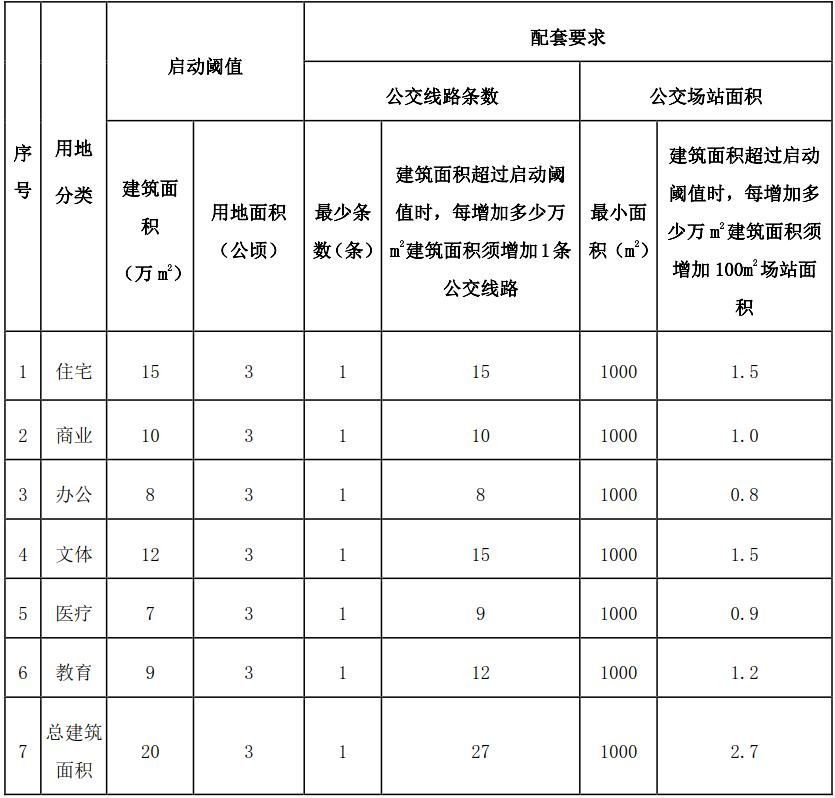 序号
用地分类
启动阈值
配套要求
公交线路条数
公交场站面积
建筑面
积
（万 m²）
用地面积
（公顷）
最少条
数（条）
建筑面积超过启动阈
值时，每增加多少万
m²建筑面积须增加 1 条
公交线路
最小面
积（m²）
建筑面积超过启动
阈值时，每增加多
少万 m²建筑面积须
增加 100m²场站面
积
1 住宅 15 3 1 15 1000 1.5
2 商业 10 3 1 10 1000 1.0
3 办公 8 3 1 8 1000 0.8
4 文体 12 3 1 15 1000 1.5
5 医疗 7 3 1 9 1000 0.9
6 教育 9 3 1 12 1000 1.2
7 总建筑面积 20 3 1 27 1000 2.7